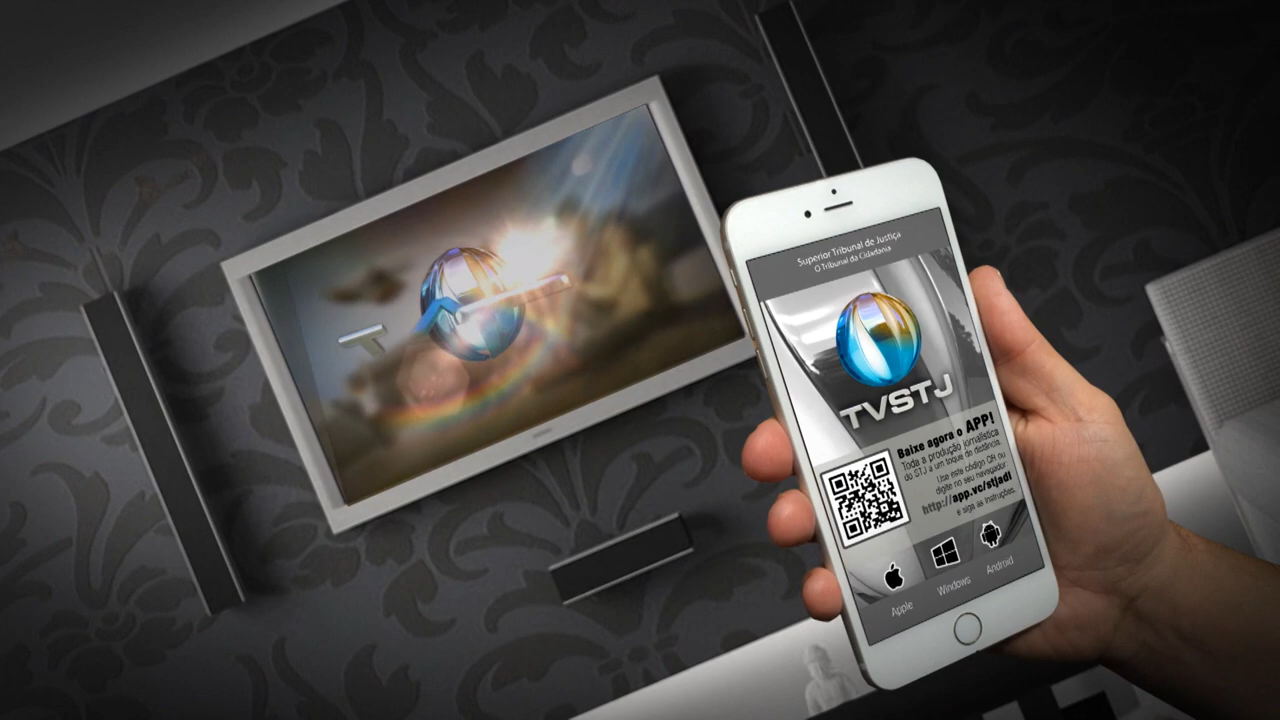 Superior Tribunal de Justiça
O Tribunal da Cidadania
TVSTJ
Baixe agora o APP!
Toda a produção jornalística
do STJ a um toque de distância.
Use este código QR ou
digite no seu navegador
http://app.vc/stjadl
e siga as instruções.
Apple
Windows
Android